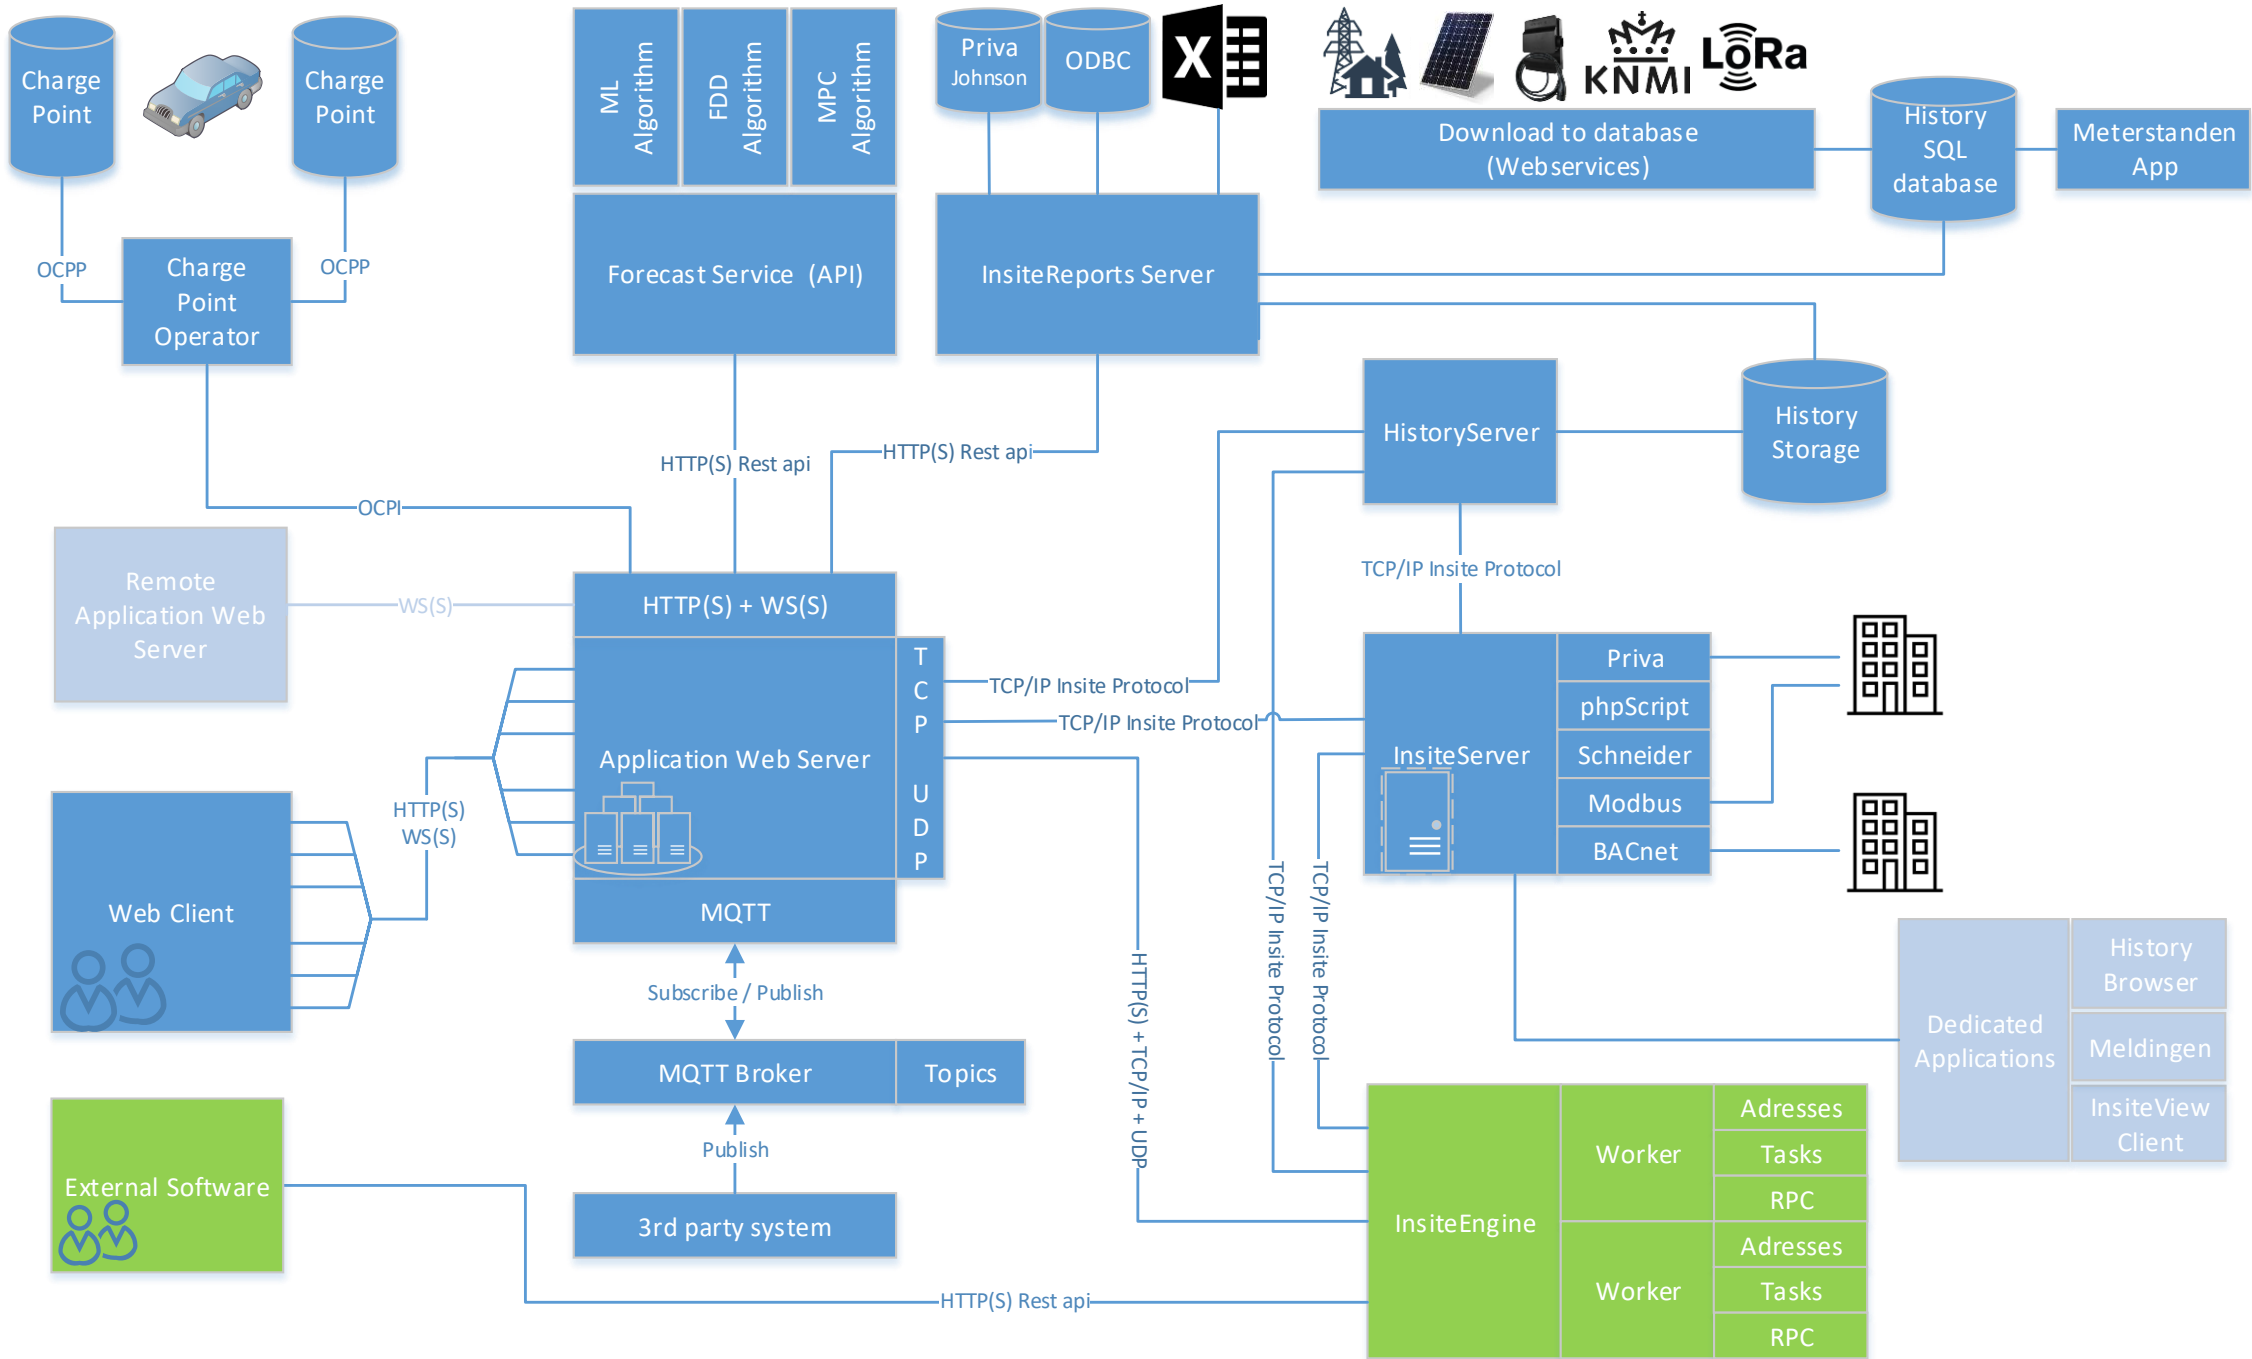 Charge
Point
Charge
Point
ML
Algorithm
FDD
Algorithm
MPC
Algorithm
Priva
Johnson
ODBC
X
KNMI
LoRa
Download to database
(Webservices)
History
SQL
database
Meterstanden
App
OCPP
Charge
Point
Operator
OCPP
Forecast Service (API)
InsiteReports Server
HTTP(S) Rest api
HTTP(S) Rest api
HistoryServer
History
Storage
OCPI
TCP/IP Insite Protocol
Remote
Application Web
Server
WS(S)
HTTP(S) + WS(S)
Application Web Server
T
C
P
U
D
P
MQTT
TCP/IP Insite Protocol
TCP/IP Insite Protocol
InsiteServer
Priva
phpScript
Schneider
Modbus
BACnet
Web Client
HTTP(S)
WS(S)
Subscribe / Publish
MQTT Broker
Topics
Publish
3rd party system
HTTP(S) + TCP/IP + UDP
TCP/IP Insite Protocol
TCP/IP Insite Protocol
Dedicated
Applications
History
Browser
Meldingen
InsiteView
Client
External Software
HTTP(S) Rest api
InsiteEngine
Worker
Adresses
Tasks
RPC
Worker
Adresses
Tasks
RPC